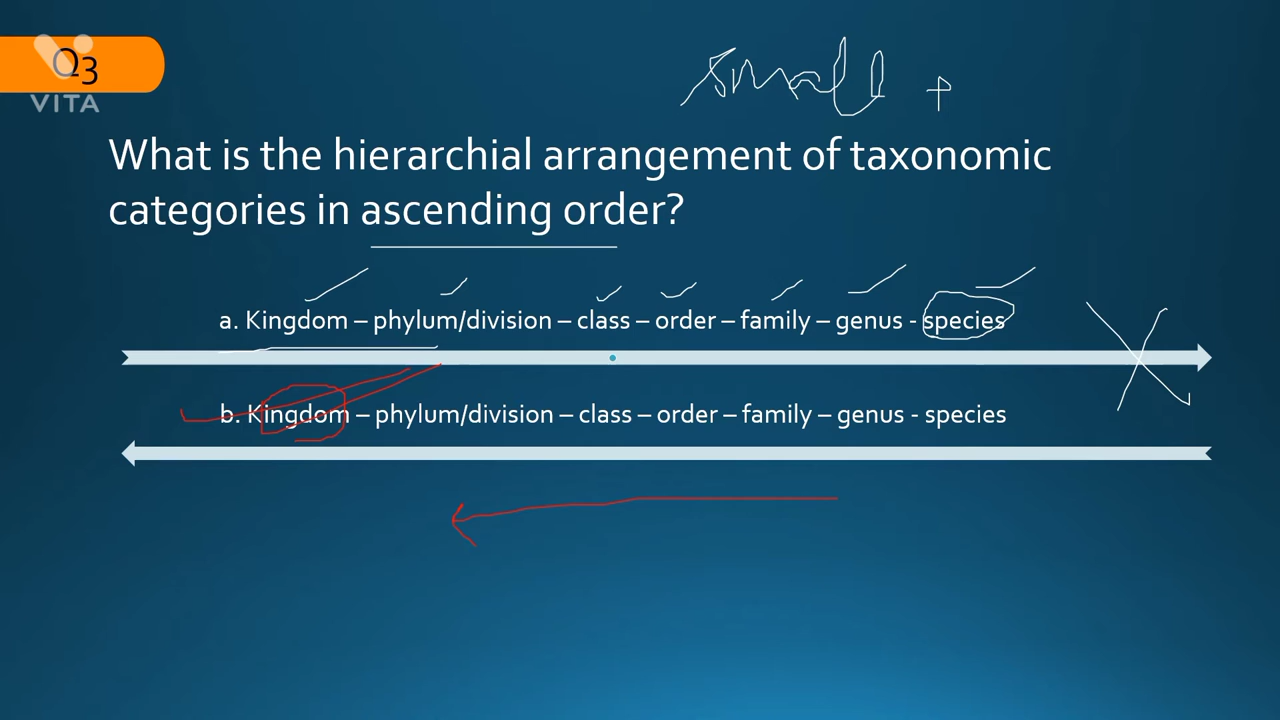 Q3
VITA
small +
What is the hierarchial arrangement of taxonomic
categories in ascending order?
a. Kingdom – phylum/division – class – order – family – genus - species
b. Kingdom – phylum/division – class – order – family – genus - species